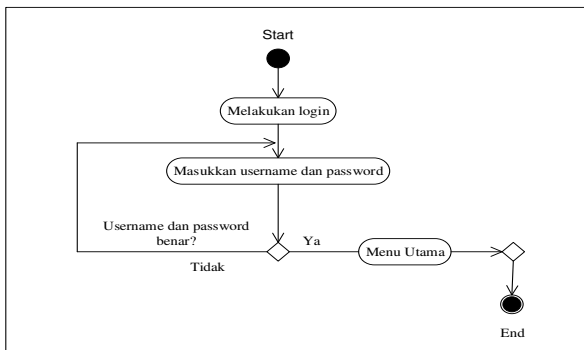 Start
Melakukan login
Masukkan username dan password
Username dan password
benar?
Ya
Menu Utama
Tidak
End